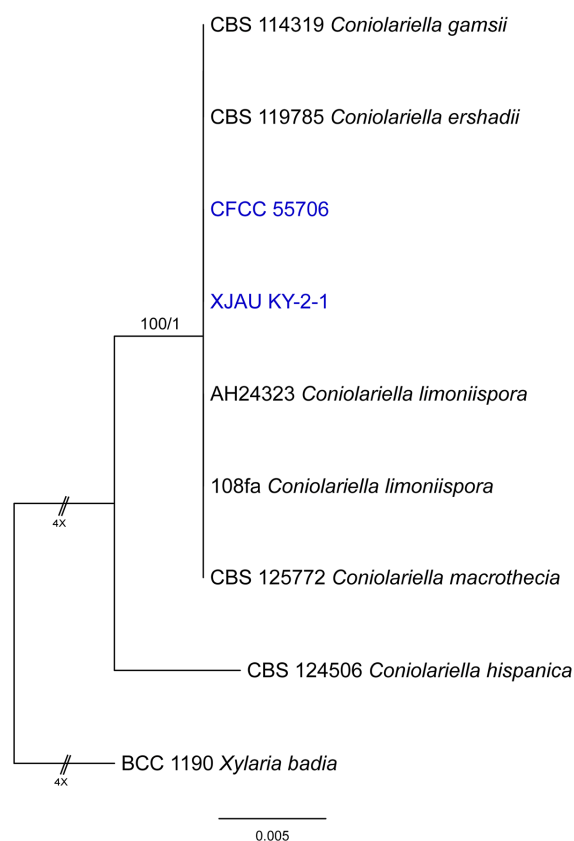 CBS 114319 Coniolariella gamsii
CBS 119785 Coniolariella ershadii
CFCC 55706
XJAU KY-2-1
100/1
AH24323 Coniolariella limoniispora
108fa Coniolariella limoniispora
4X
CBS 125772 Coniolariella macrothecia
CBS 124506 Coniolariella hispanica
BCC 1190 Xylaria badia
4X
0.005